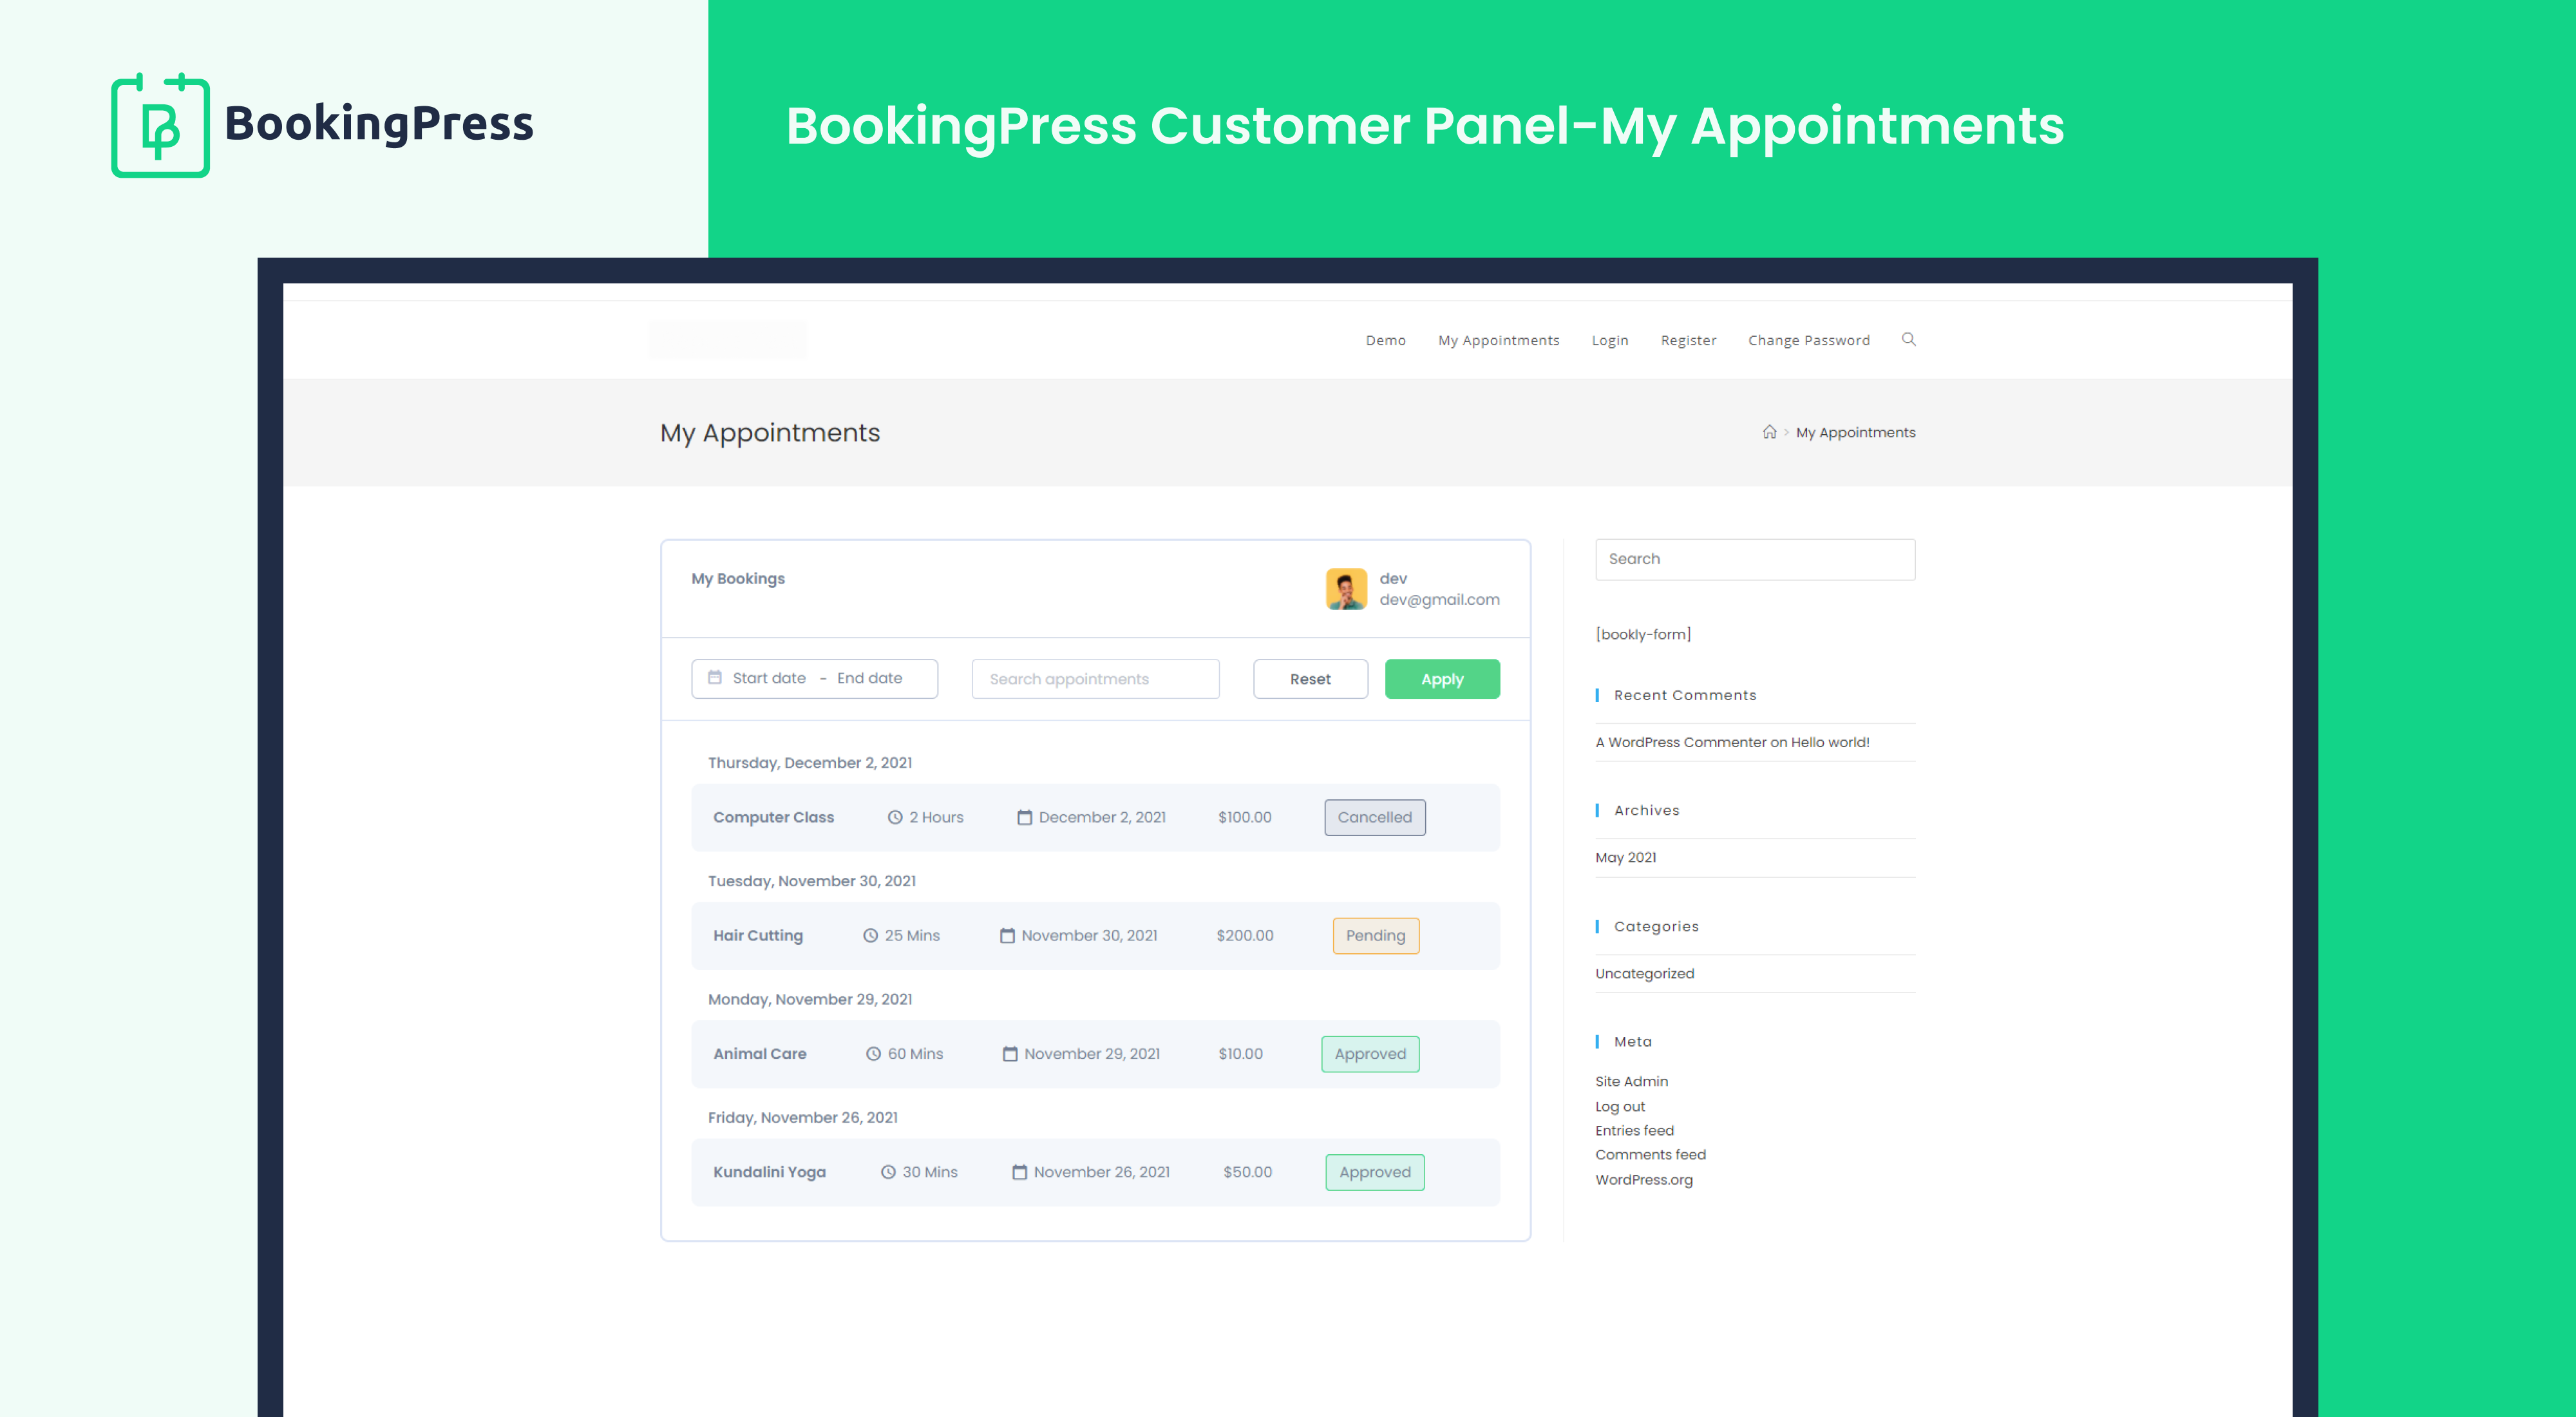 BookingPress
BookingPress Customer Panel-My Appointments
Demo My Appointments Login Register Change Password
My Appointments
> My Appointments
My Bookings
dev
dev@gmail.com
Start date - End date Search appointments Reset Apply
Thursday, December 2, 2021
Computer Class 2 Hours December 2, 2021 $100.00 Cancelled
Tuesday, November 30, 2021
Hair Cutting 25 Mins November 30, 2021 $200.00 Pending
Monday, November 29, 2021
Animal Care 60 Mins November 29, 2021 $10.00 Approved
Friday, November 26, 2021
Kundalini Yoga 30 Mins November 26, 2021 $50.00 Approved
Search
[bookly-form]
Recent Comments
A WordPress Commenter on Hello world!
Archives
May 2021
Categories
Uncategorized
Meta
Site Admin
Log out
Entries feed
Comments feed
WordPress.org